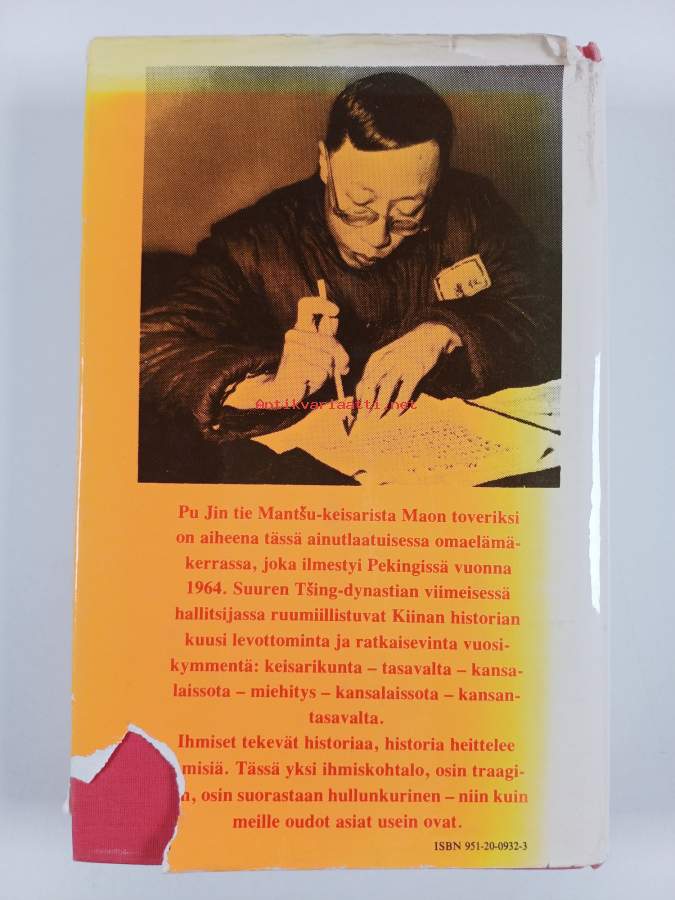 Antikvariaatti.net
Pu Jin tie Mantšu-keisarista Maon toveriksi
on aiheena tässä ainutlaatuisessa omaelämä-
kerrassa, joka ilmestyi Pekingissä vuonna
1964. Suuren Tšing-dynastian viimeisessä
hallitsijassa ruumiillistuvat Kiinan historian
kuusi levottominta ja ratkaisevinta vuosi-
kymmentä: keisarikunta – tasavalta – kansa-
laissota – miehitys – kansalaissota – kansan-
tasavalta.
Ihmiset tekevät historiaa, historia heittelee
misiä. Tässä yksi ihmiskohtalo, osin traagi-
osin suorastaan hullunkurinen – niin kuin
meille oudot asiat usein ovat.
ISBN 951-20-0932-3